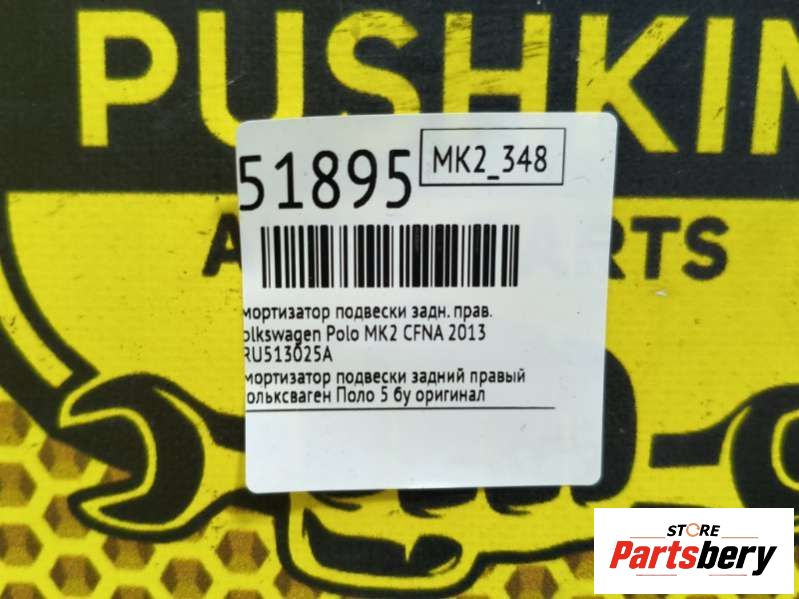 PUSHKIN
A RTS
51895
MK2_348
мортизатор подвески задн. прав.
olkswagen Polo MK2 CFNA 2013
RU513025A
мортизатор подвески задний правый
ольксваген Поло 5 бу оригинал
STORE
Partsbery